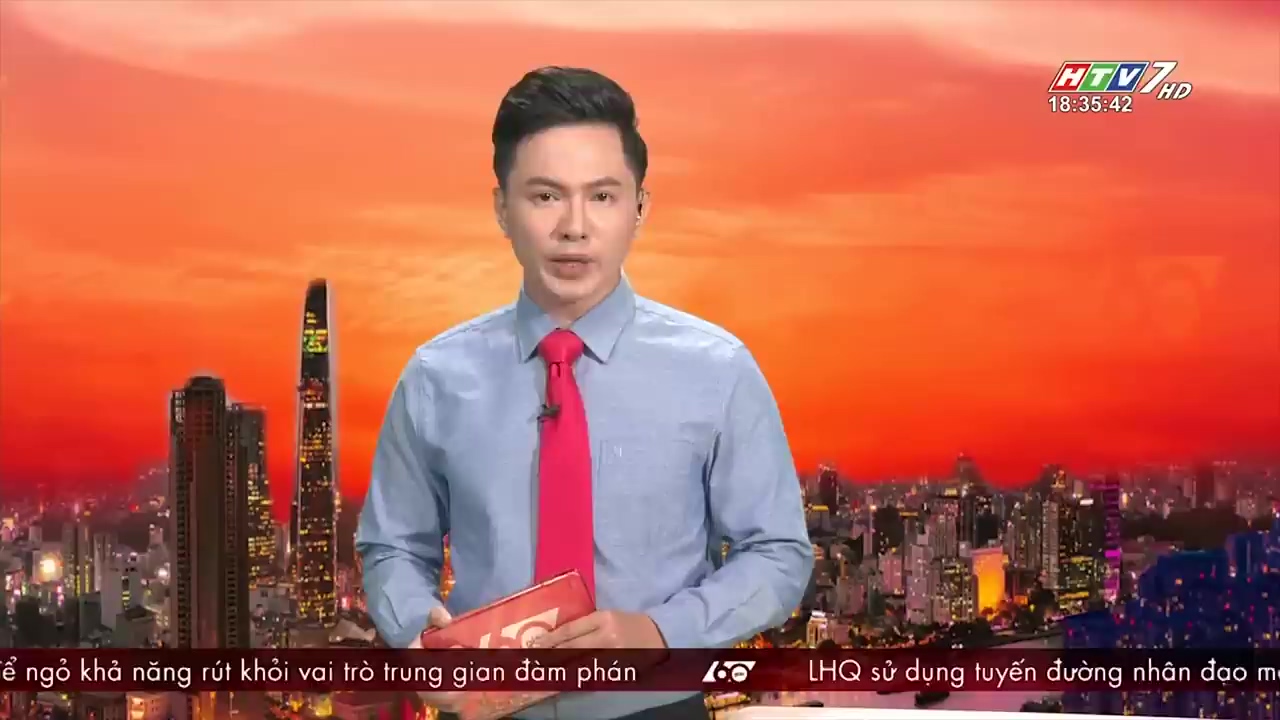 HTV7 HD
18:35:42
ngỏ khả năng rút khỏi vai trò trung gian đàm phán 60 LHQ sử dụng tuyến đường nhân đạo